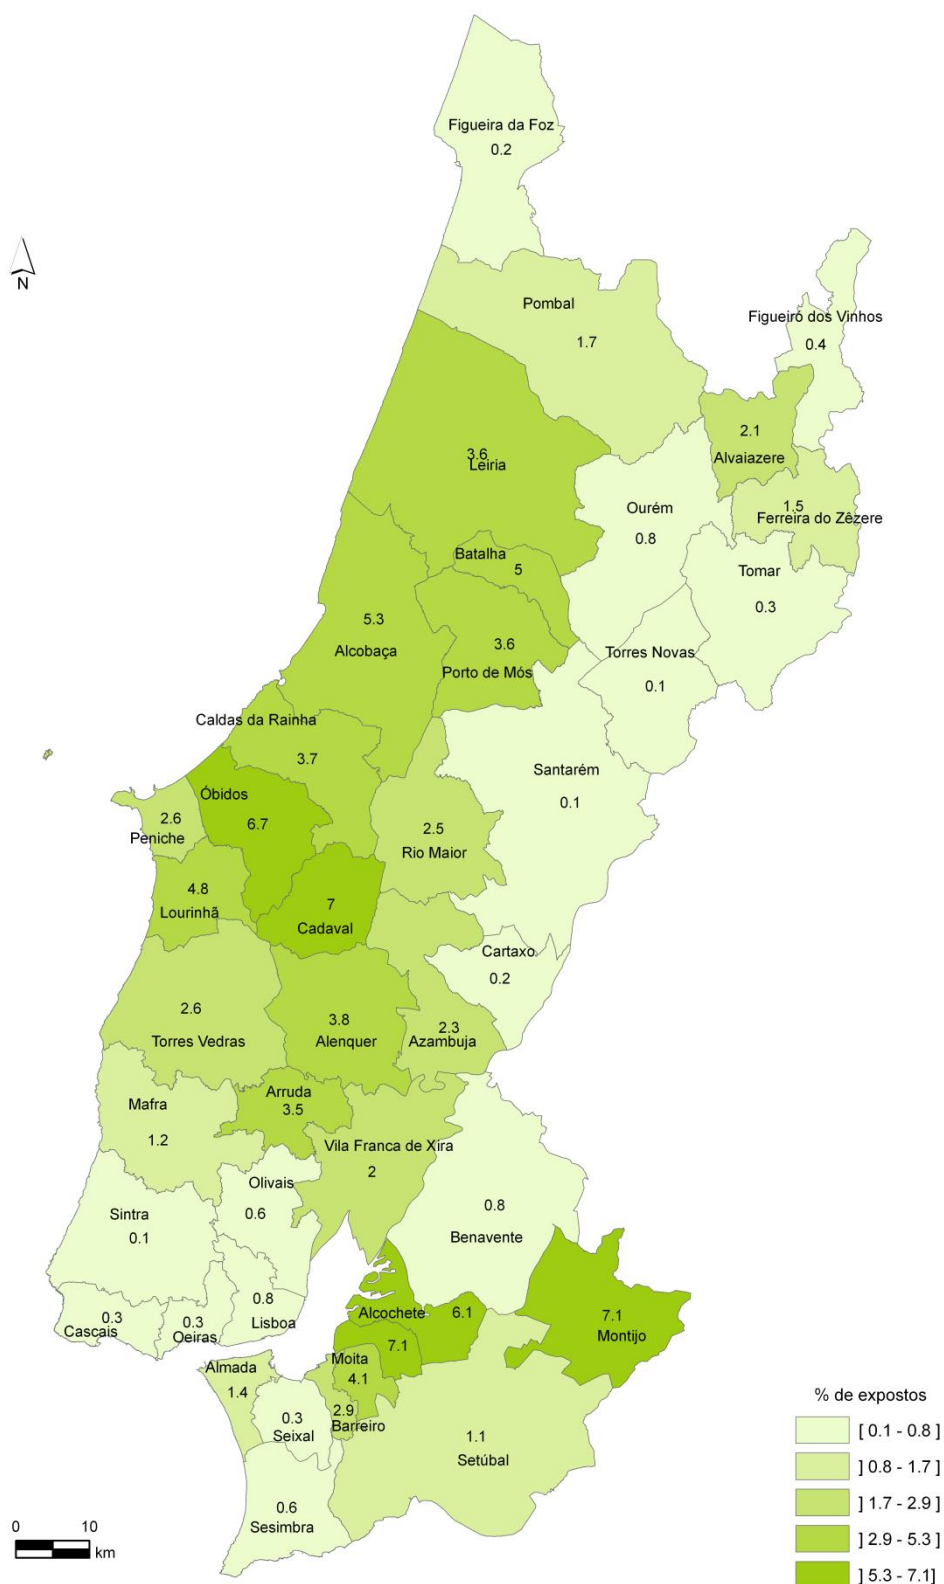 Figueira da Foz
0.2
N
Pombal
1.7
Figueiró dos Vinhos
0.4
2.1
Alvaiazere
3.6
Leiria
Ourém
0.8
1.5
Ferreira do Zêzere
Batalha
5
Tomar
0.3
5.3
Alcobaça
3.6
Porto de Mós
Torres Novas
0.1
Caldas da Rainha
3.7
Santarém
0.1
Óbidos
6.7
2.6
Peniche
2.5
Rio Maior
4.8
Lourinhã
7
Cadaval
Cartaxo
0.2
2.6
Torres Vedras
3.8
Alenquer
2.3
Azambuja
Arruda
3.5
Mafra
1.2
Vila Franca de Xira
2
Olivais
0.6
Sintra
0.1
0.8
Benavente
0.8
Lisboa
0.3
Cascais
0.3
Oeiras
Alcochete
6.1
7.1
7.1
Montijo
Almada
1.4
Moita
4.1
2.9
Barreiro
0.3
Seixal
1.1
Setúbal
0.6
Sesimbra
0 10
km
% de expostos
[ 0.1 - 0.8 ]
] 0.8 - 1.7 ]
] 1.7 - 2.9 ]
] 2.9 - 5.3 ]
] 5.3 - 7.1]